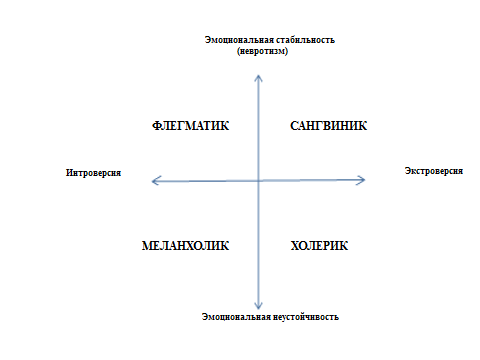 Эмоциональная стабильность
(невротизм)
ФЛЕГМАТИК
САНГВИНИК
Интроверсия
Экстроверсия
МЕЛАНХОЛИК
ХОЛЕРИК
Эмоциональная неустойчивость